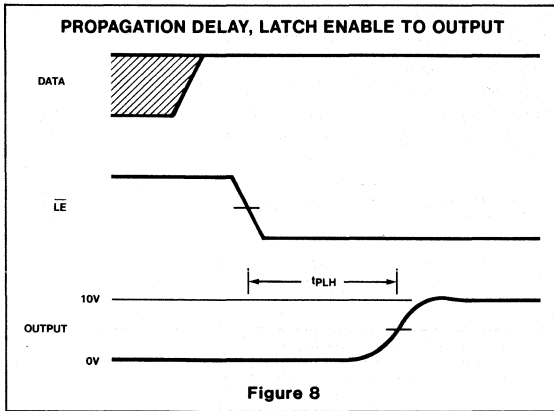 PROPAGATION DELAY, LATCH ENABLE TO OUTPUT
DATA
LE
tPLH
10V
OUTPUT
0V
Figure 8